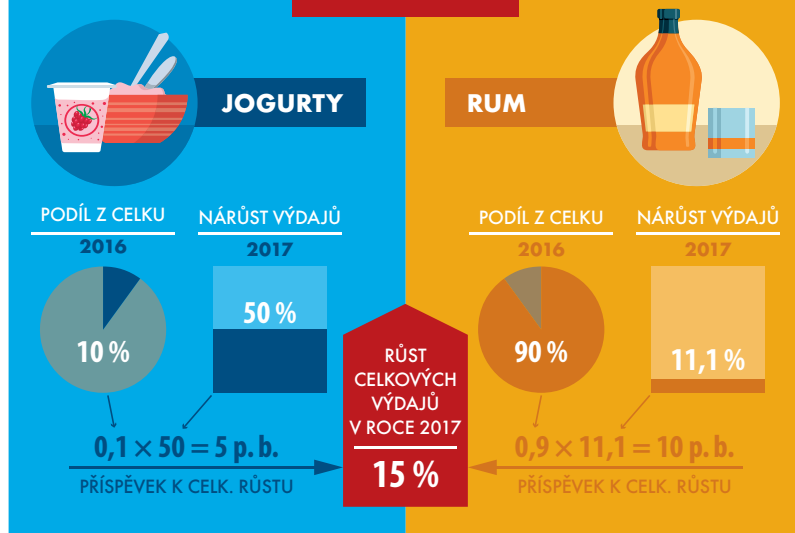 JOGURTY
PODÍL Z CELKU
2016
10 %
NÁRŮST VÝDAJŮ
2017
50 %
0,1 × 50 = 5 p. b.
PŘÍSPĚVEK K CELK. RŮSTU
RŮST
CELKOVÝCH
VÝDAJŮ
V ROCE 2017
15 %
RUM
PODÍL Z CELKU
2016
90 %
NÁRŮST VÝDAJŮ
2017
11,1 %
0,9 × 11,1 = 10 p. b.
PŘÍSPĚVEK K CELK. RŮSTU